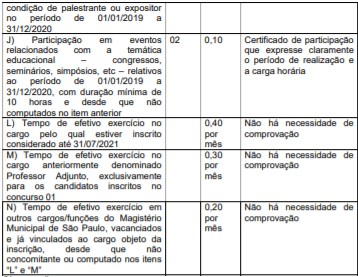 condição de palestrante ou expositor
no período de 01/01/2019 a
31/12/2020
J) Participação em eventos
relacionados com a temática
educacional – congressos,
seminários, simpósios, etc – relativos
ao período de 01/01/2019 a
31/12/2020, com duração mínima de
10 horas e desde que não
computados no item anterior
02
0,10
Certificado de participação
que expresse claramente
o período de realização e
a carga horária
L) Tempo de efetivo exercício no
cargo pelo qual estiver inscrito
considerado até 31/07/2021
0,40
por
mês
Não há necessidade de
comprovação
M) Tempo de efetivo exercício no
cargo anteriormente denominado
Professor Adjunto, exclusivamente
para os candidatos inscritos no
concurso 01
0,30
por
mês
Não há necessidade de
comprovação
N) Tempo de efetivo exercício em
outros cargos/funções do Magistério
Municipal de São Paulo, vacanciados
e já vinculados ao cargo objeto da
inscrição, desde que não
concomitante ou computado nos itens
“L” e “M”
0,20
por
mês
Não há necessidade de
comprovação